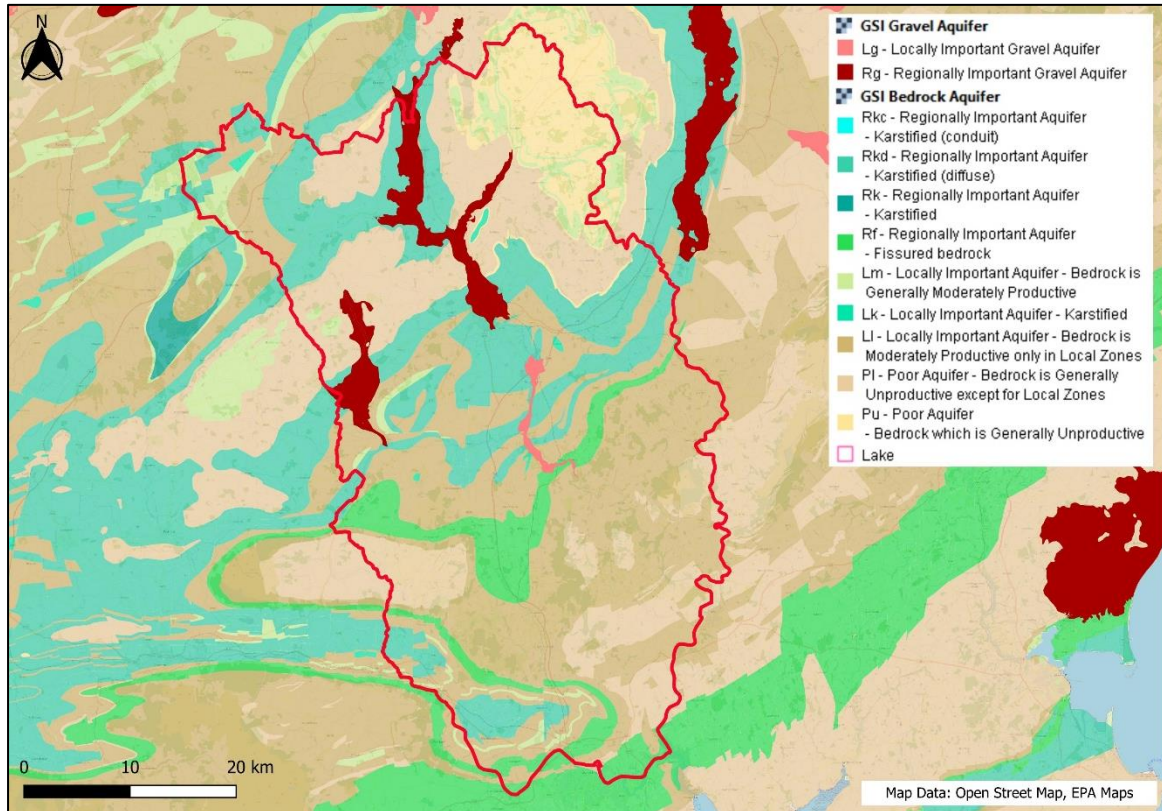 N
GSI Gravel Aquifer
Lg - Locally Important Gravel Aquifer
Rg - Regionally Important Gravel Aquifer
GSI Bedrock Aquifer
Rkc - Regionally Important Aquifer
- Karstified (conduit)
Rkd - Regionally Important Aquifer
- Karstified (diffuse)
Rk - Regionally Important Aquifer
- Karstified
Rf - Regionally Important Aquifer
- Fissured bedrock
Lm - Locally Important Aquifer - Bedrock is
Generally Moderately Productive
Lk - Locally Important Aquifer - Karstified
Ll - Locally Important Aquifer - Bedrock is
Moderately Productive only in Local Zones
Pl - Poor Aquifer - Bedrock is Generally
Unproductive except for Local Zones
Pu - Poor Aquifer
- Bedrock which is Generally Unproductive
Lake
0 10 20 km
Map Data: Open Street Map, EPA Maps